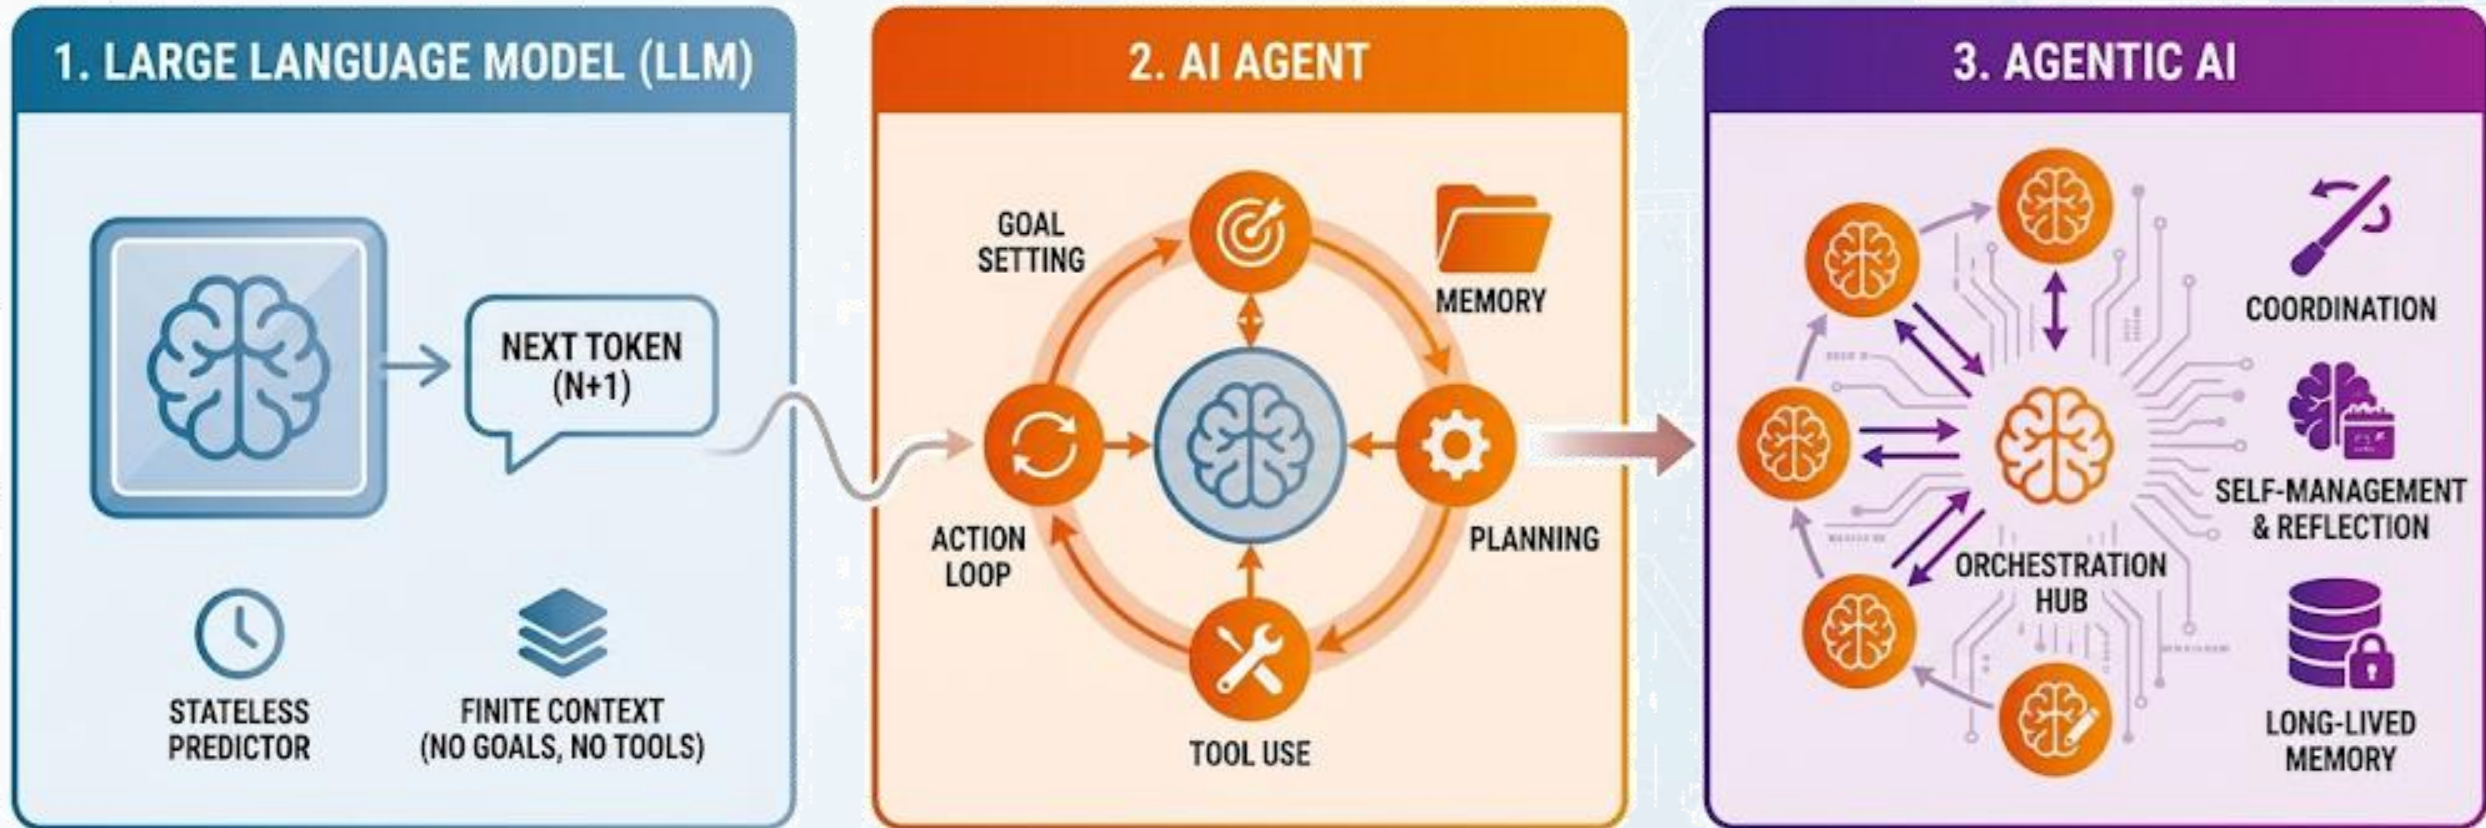 1. LARGE LANGUAGE MODEL (LLM)
NEXT TOKEN
(N+1)
STATELESS
PREDICTOR
FINITE CONTEXT
(NO GOALS, NO TOOLS)
2. AI AGENT
GOAL
SETTING
MEMORY
ACTION
LOOP
PLANNING
TOOL USE
3. AGENTIC AI
COORDINATION
SELF-MANAGEMENT
& REFLECTION
ORCHESTRATION
HUB
LONG-LIVED
MEMORY